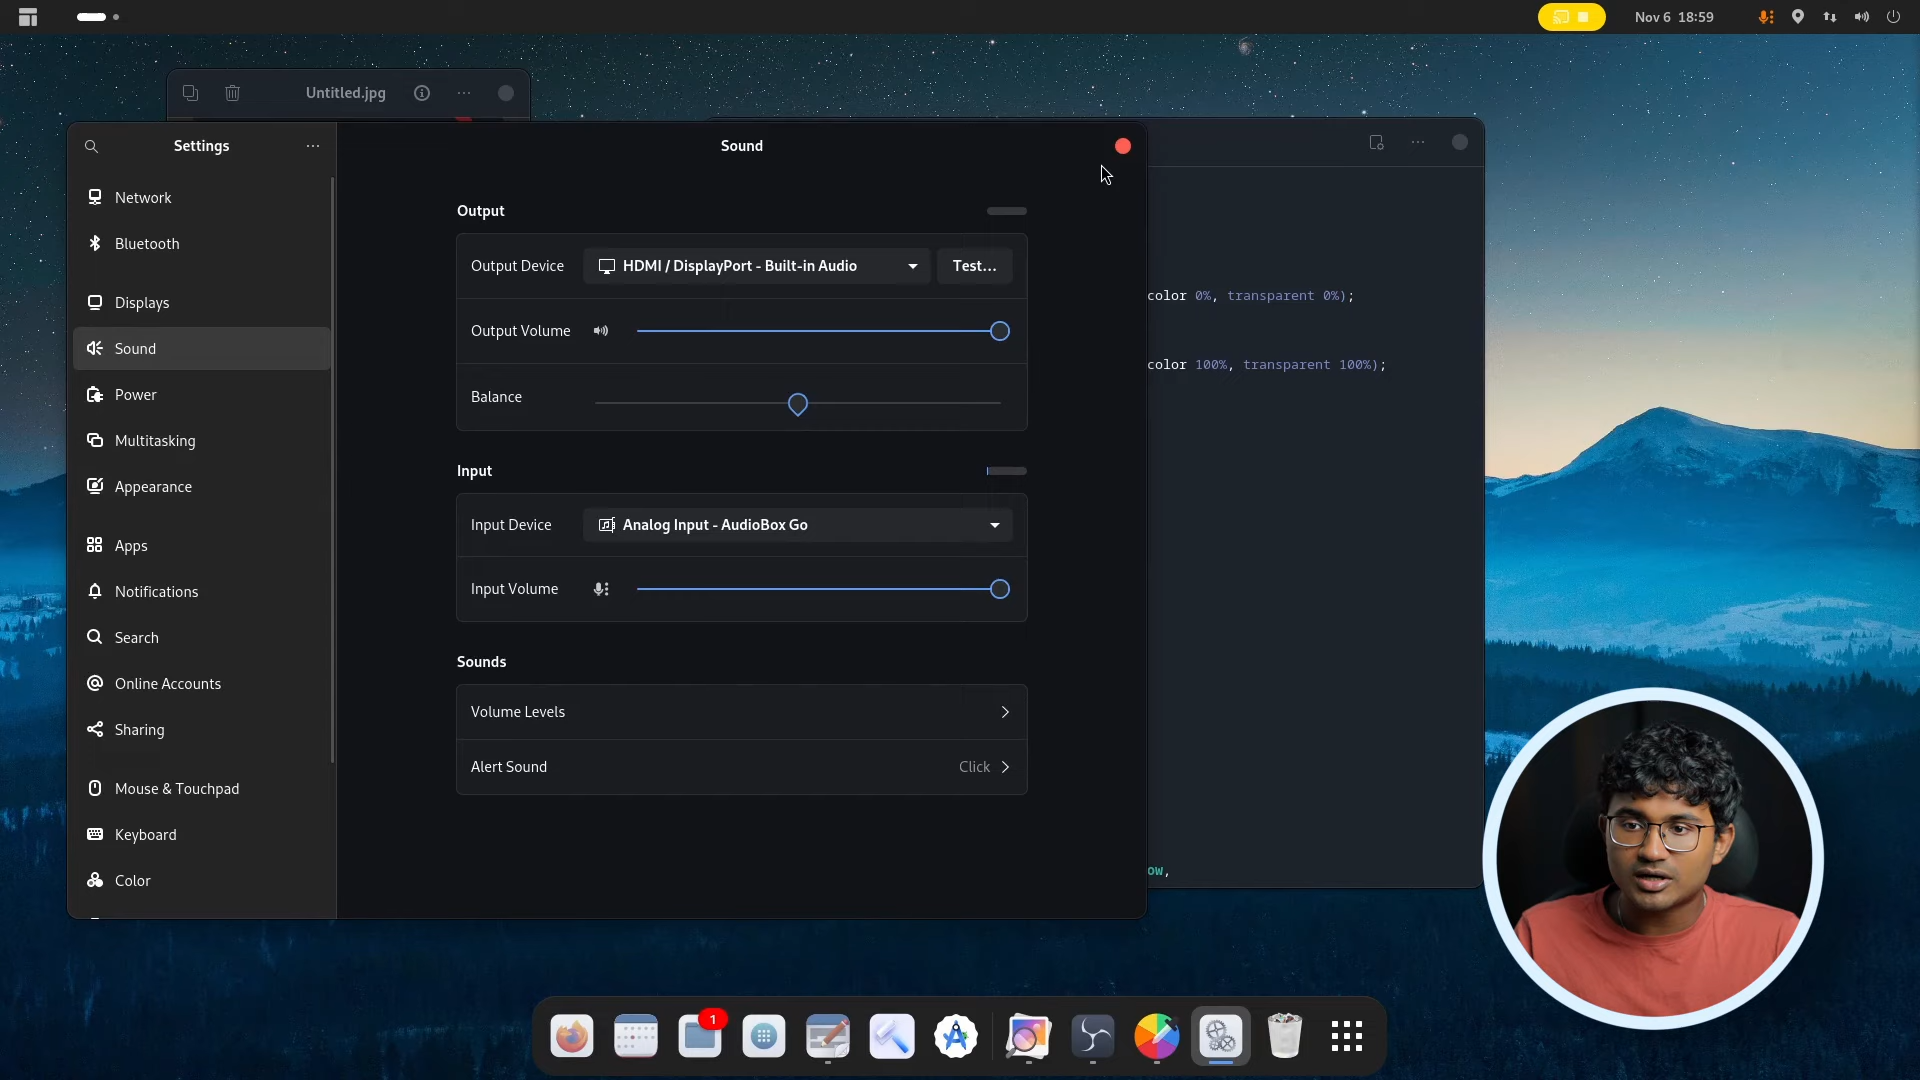 Nov 6 18:59
Untitled.jpg
Settings
Sound
Network
Bluetooth
Displays
Sound
Power
Multitasking
Appearance
Apps
Notifications
Search
Online Accounts
Sharing
Mouse & Touchpad
Keyboard
Color
Output
Output Device
HDMI / DisplayPort - Built-in Audio
Test...
Output Volume
Balance
Input
Input Device
Analog Input - AudioBox Go
Input Volume
Sounds
Volume Levels
Alert Sound
Click
color 0%, transparent 0%);
color 100%, transparent 100%);
ow,
1